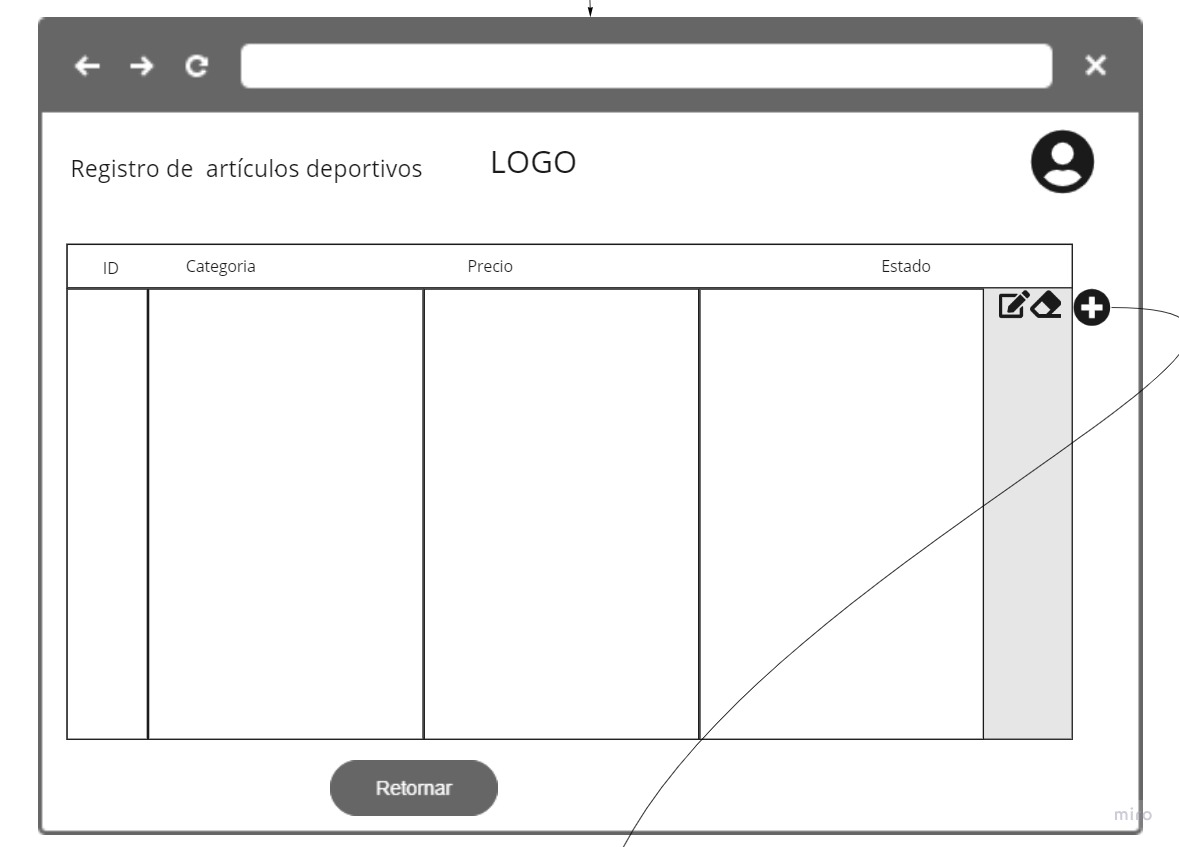 Registro de artículos deportivos
LOGO
ID
Categoria
Precio
Estado
Retornar
miro